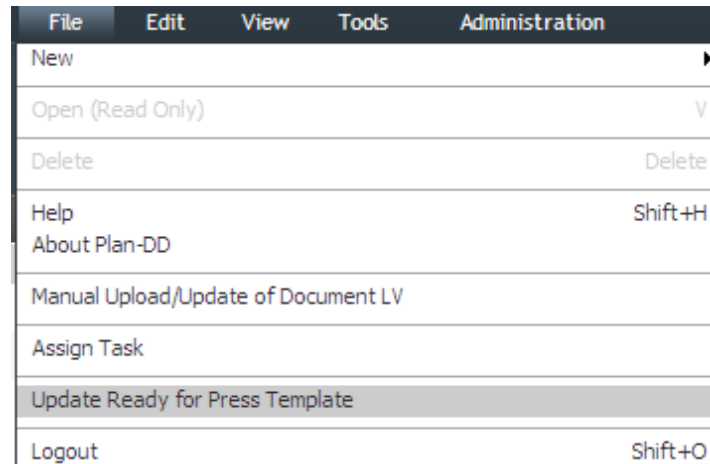 File Edit View Tools Administration
New
Open (Read Only) V
Delete Delete
Help Shift+H
About Plan-DD
Manual Upload/Update of Document LV
Assign Task
Update Ready for Press Template
Logout Shift+O